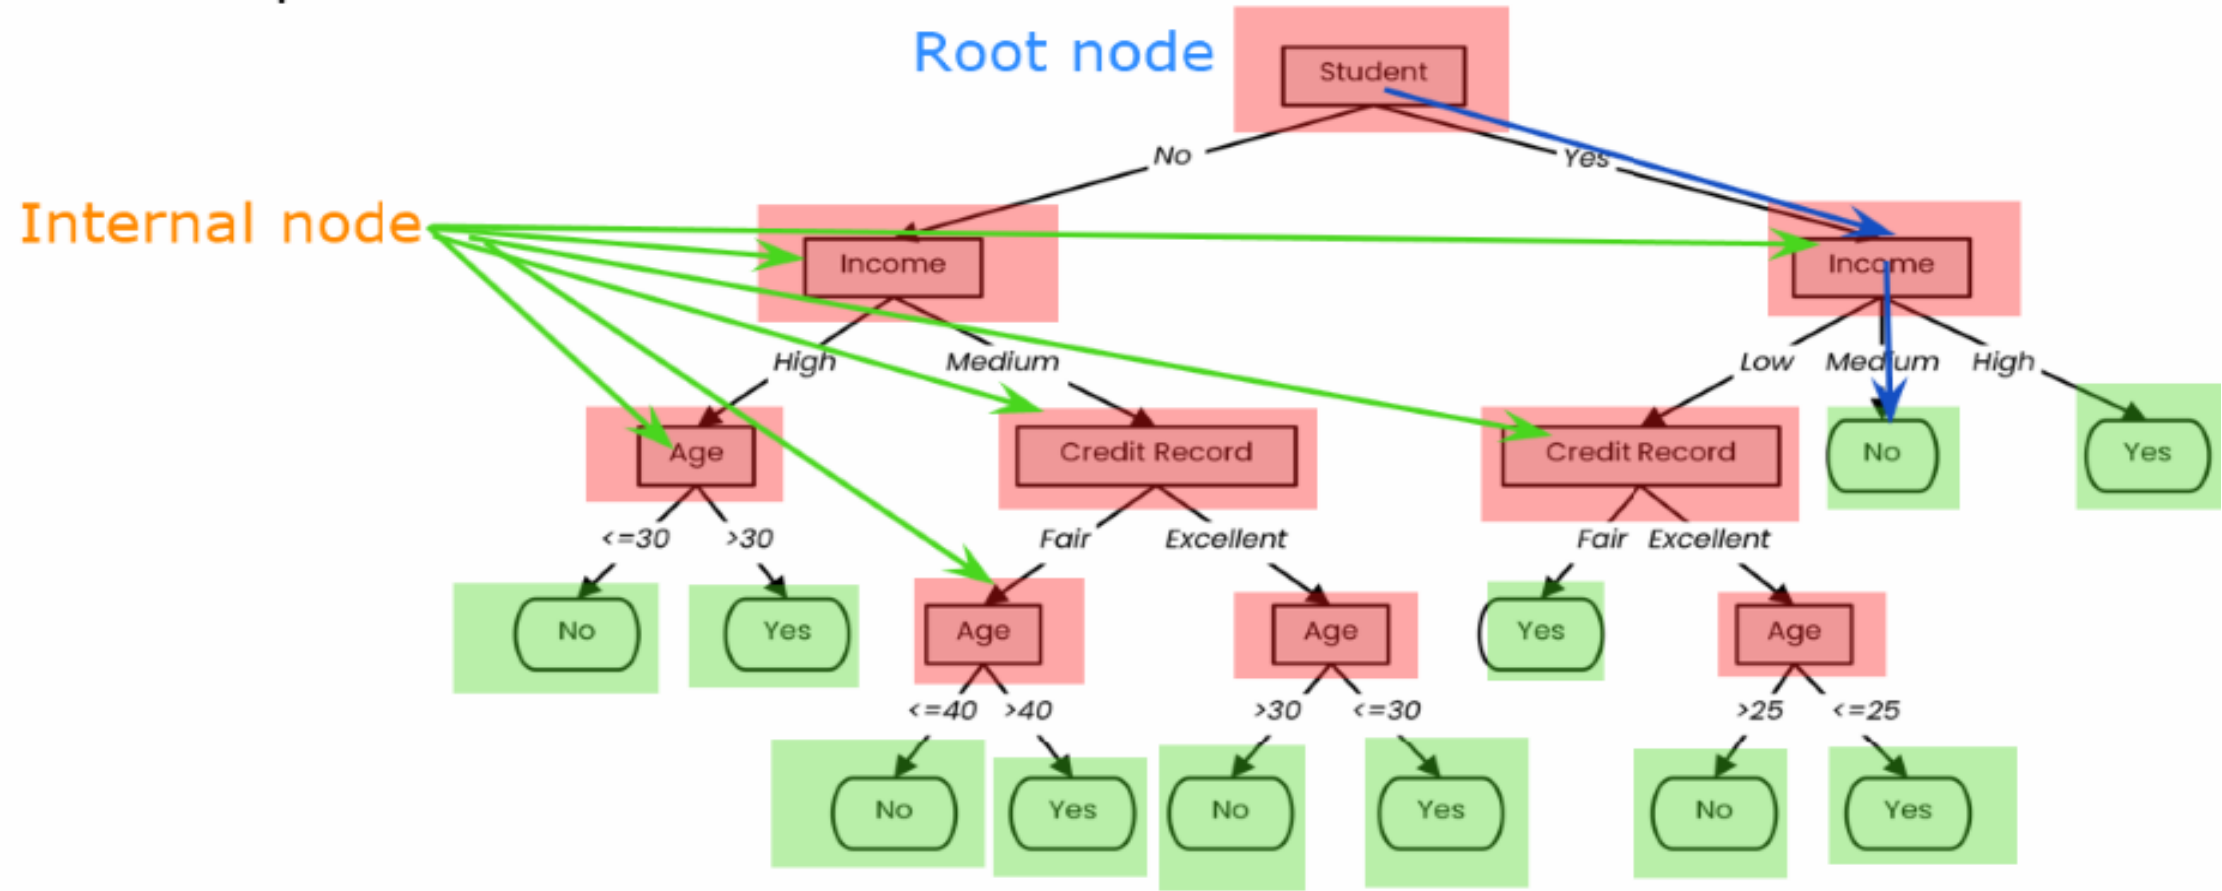 Root node
Student
No
Yes
Internal node
Income
Income
High
Medium
Low
Medium
High
Age
Credit Record
Credit Record
No
Yes
<=30
>30
Fair
Excellent
Fair
Excellent
No
Yes
Age
Age
Yes
Age
<=40
>40
>30
<=30
>25
<=25
No
Yes
No
Yes
No
Yes